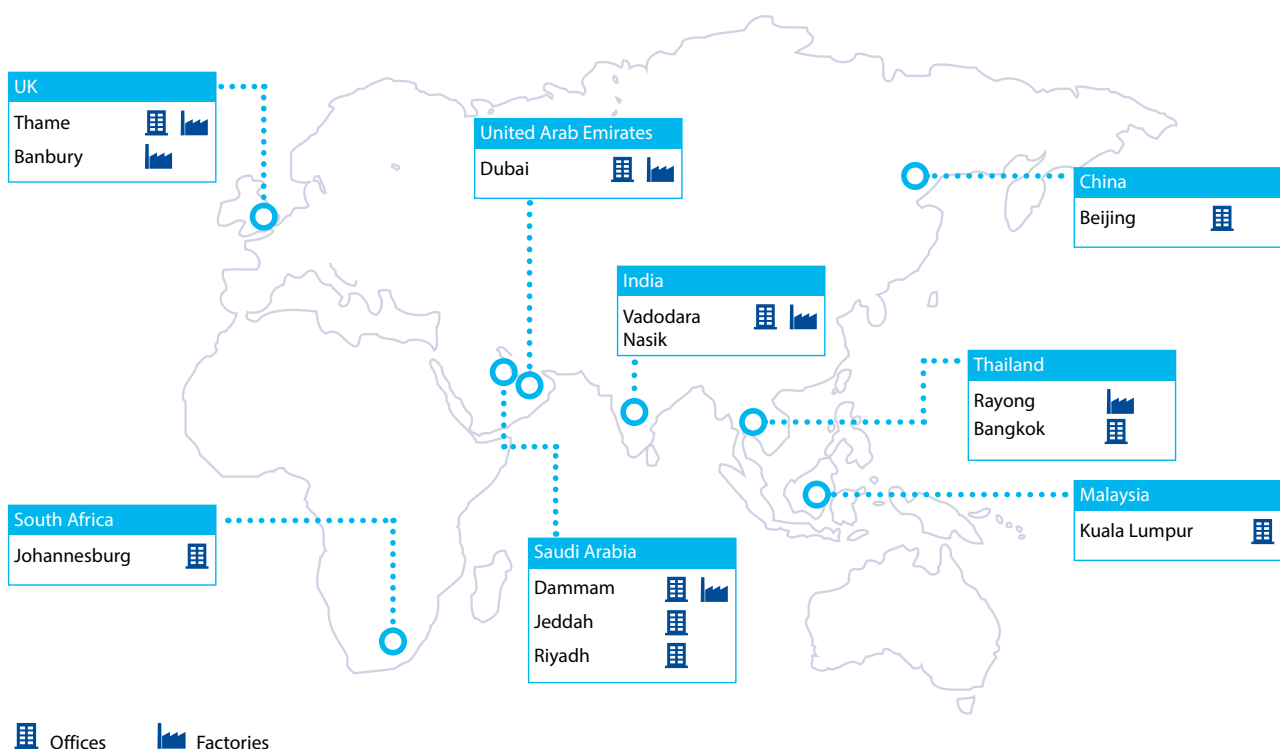 UK
Thame
Banbury
United Arab Emirates
Dubai
China
Beijing
India
Vadodara
Nasik
Thailand
Rayong
Bangkok
South Africa
Johannesburg
Saudi Arabia
Dammam
Jeddah
Riyadh
Malaysia
Kuala Lumpur
Offices
Factories